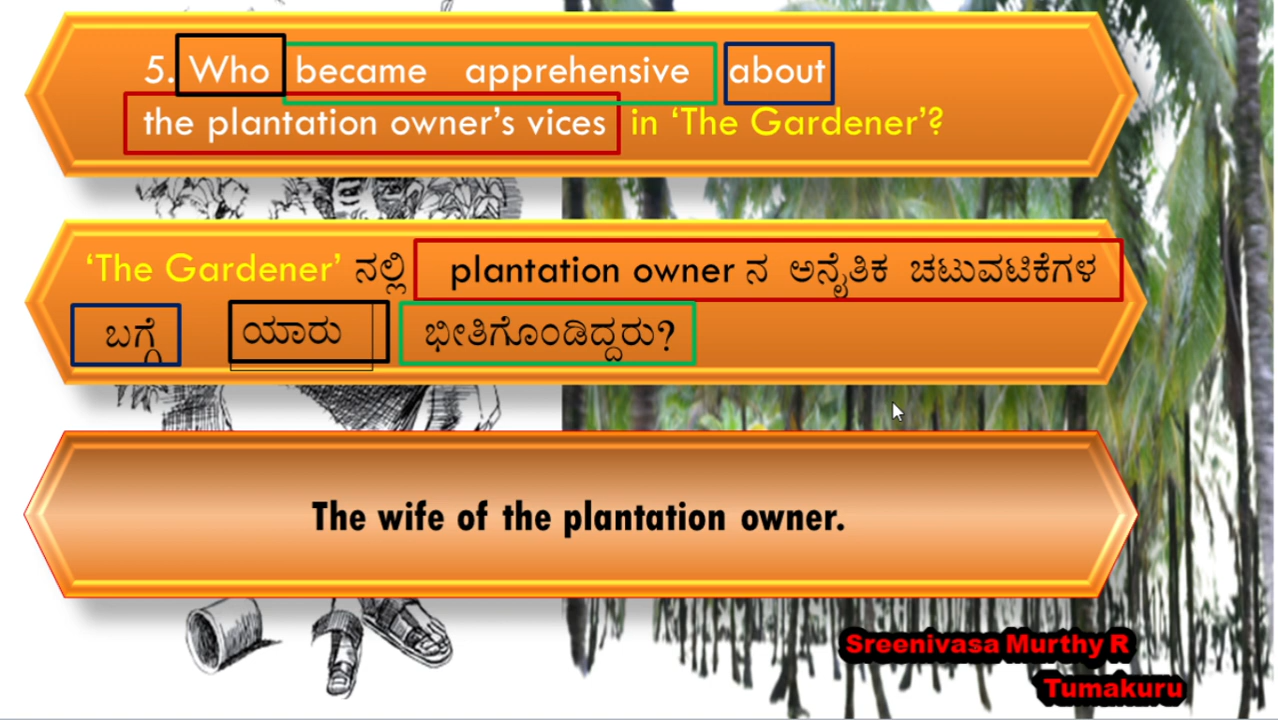 5. Who became apprehensive about
the plantation owner's vices in ‘The Gardener’?
‘The Gardener’ ನಲ್ಲಿ plantation owner ನ ಅನೈತಿಕ ಚಟುವಟಿಕೆಗಳ
ಬಗ್ಗೆ ಯಾರು ಭೀತಿಗೊಂಡಿದ್ದರು?
The wife of the plantation owner.
Sreenivasa Murthy R
Tumakuru